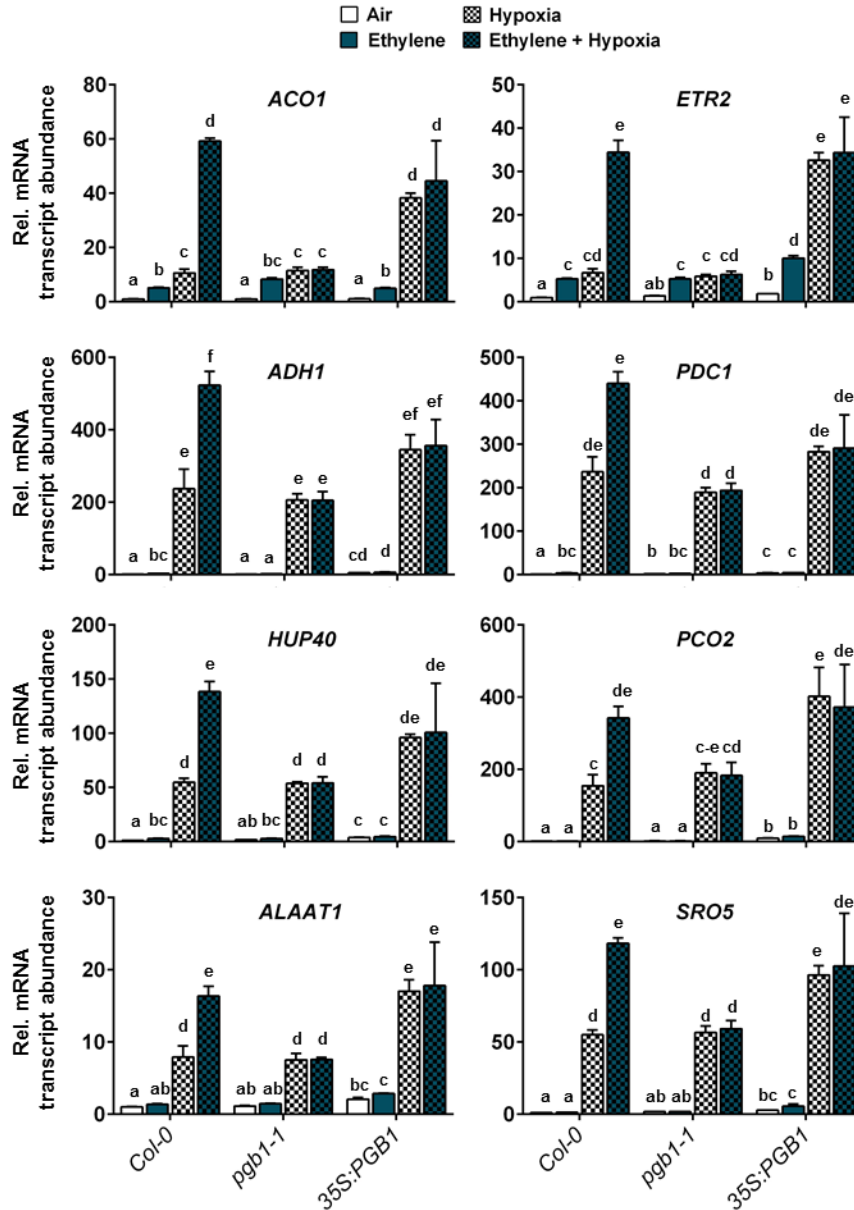 Air Hypoxia
Ethylene Ethylene + Hypoxia
Rel. mRNA
transcript abundance
ACO1
80
60
40
20
0
a b c d a bc c c a b d d
ETR2
50
40
30
20
10
0
a c cd e ab c c cd b d e e
Rel. mRNA
transcript abundance
ADH1
600
400
200
0
a bc e f a a e e cd d ef ef
PDC1
500
400
300
200
100
0
a bc de e b bc d d c c de de
Rel. mRNA
transcript abundance
HUP40
200
150
100
50
0
a bc d e ab bc d d c c de de
PCO2
600
400
200
0
a a c de a a c-e cd b b e de
Rel. mRNA
transcript abundance
ALAAT1
30
20
10
0
a ab d e ab ab d d bc c e e
SRO5
150
100
50
0
a a d e ab ab d d bc c e de
Col-0 pgb1-1 35S:PGB1
Col-0 pgb1-1 35S:PGB1